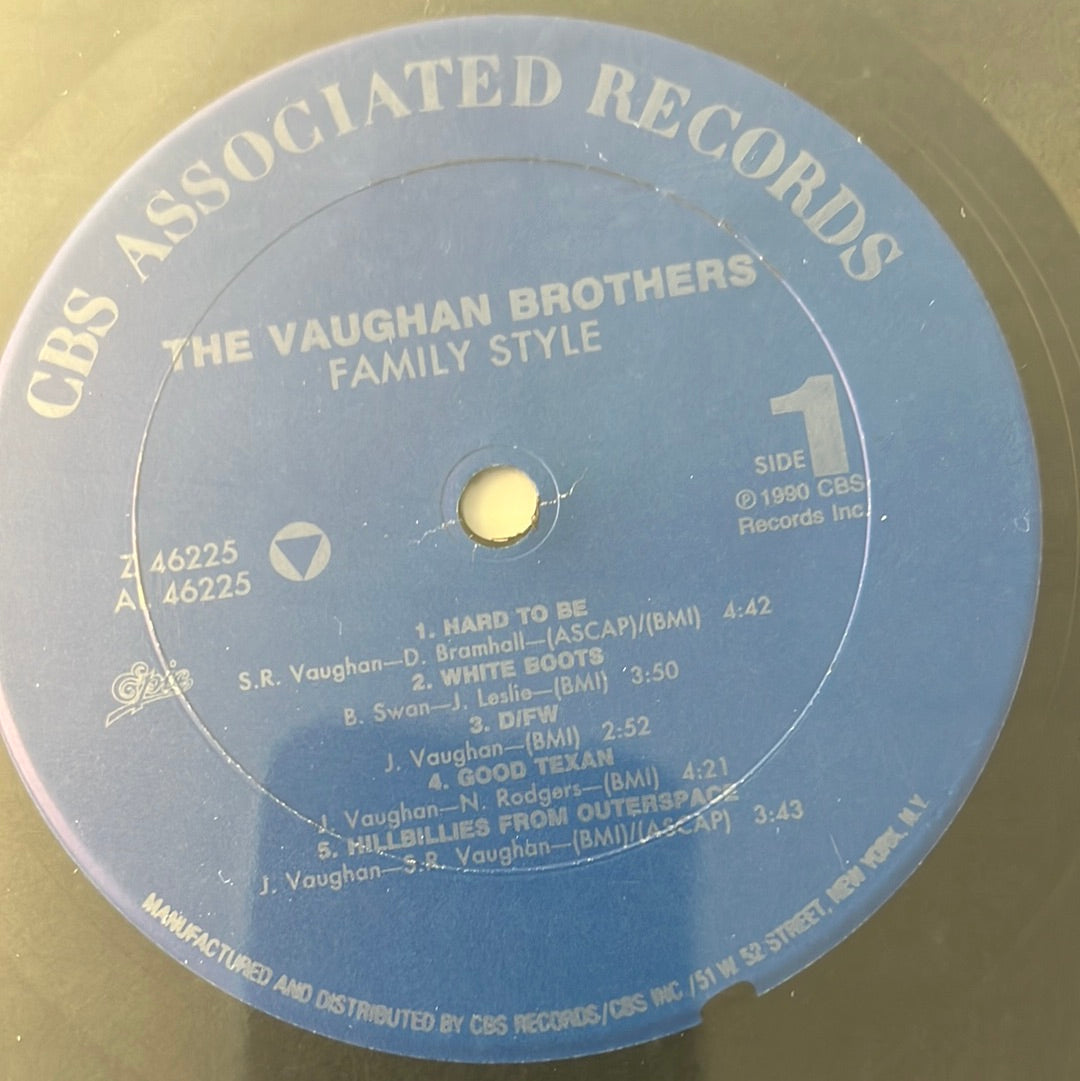 CBS ASSOCIATED RECORDS
THE VAUGHAN BROTHERS
FAMILY STYLE
SIDE 1
℗ 1990 CBS
Records Inc.
Z 46225
AL 46225
Epic
1. HARD TO BE
S.R. Vaughan—D. Bramhall—(ASCAP)/(BMI) 4:42
2. WHITE BOOTS
B. Swan—J. Leslie—(BMI) 3:50
3. D/FW
J. Vaughan—(BMI) 2:52
4. GOOD TEXAN
J. Vaughan—N. Rodgers—(BMI) 4:21
5. HILLBILLIES FROM OUTERSPACE
J. Vaughan—S.R. Vaughan—(BMI)/(ASCAP) 3:43
MANUFACTURED AND DISTRIBUTED BY CBS RECORDS/CBS INC /51 W 52 STREET, NEW YORK, N.Y.